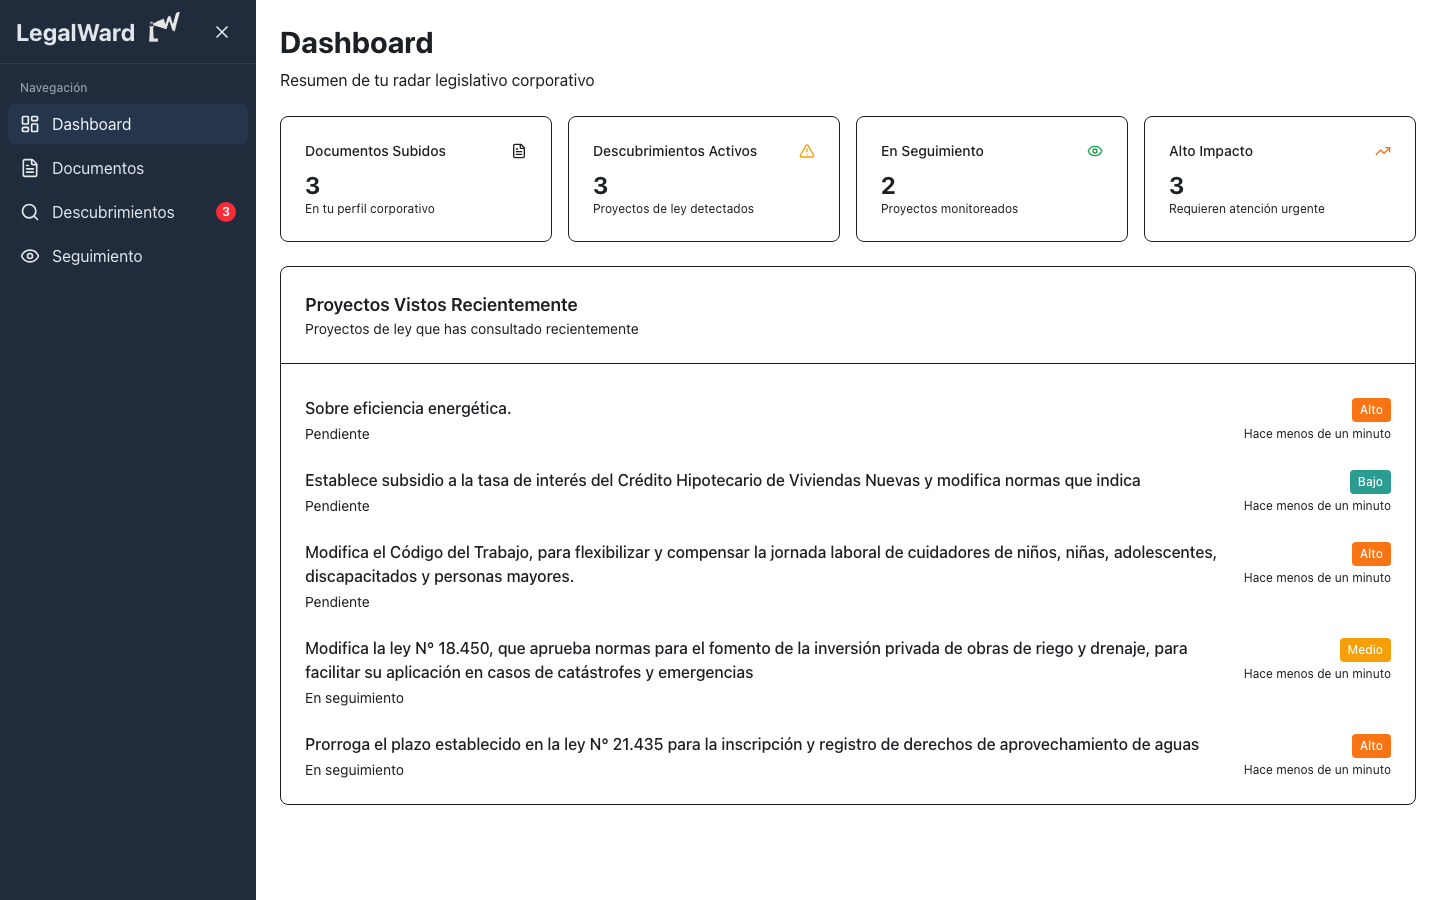 LegalWard
Navegación
Dashboard
Documentos
Descubrimientos 3
Seguimiento
Dashboard
Resumen de tu radar legislativo corporativo
Documentos Subidos
3
En tu perfil corporativo
Descubrimientos Activos
3
Proyectos de ley detectados
En Seguimiento
2
Proyectos monitoreados
Alto Impacto
3
Requieren atención urgente
Proyectos Vistos Recientemente
Proyectos de ley que has consultado recientemente
Sobre eficiencia energética.
Pendiente
Alto
Hace menos de un minuto
Establece subsidio a la tasa de interés del Crédito Hipotecario de Viviendas Nuevas y modifica normas que indica
Pendiente
Bajo
Hace menos de un minuto
Modifica el Código del Trabajo, para flexibilizar y compensar la jornada laboral de cuidadores de niños, niñas, adolescentes,
discapacitados y personas mayores.
Pendiente
Alto
Hace menos de un minuto
Modifica la ley N° 18.450, que aprueba normas para el fomento de la inversión privada de obras de riego y drenaje, para
facilitar su aplicación en casos de catástrofes y emergencias
En seguimiento
Medio
Hace menos de un minuto
Prorroga el plazo establecido en la ley N° 21.435 para la inscripción y registro de derechos de aprovechamiento de aguas
En seguimiento
Alto
Hace menos de un minuto